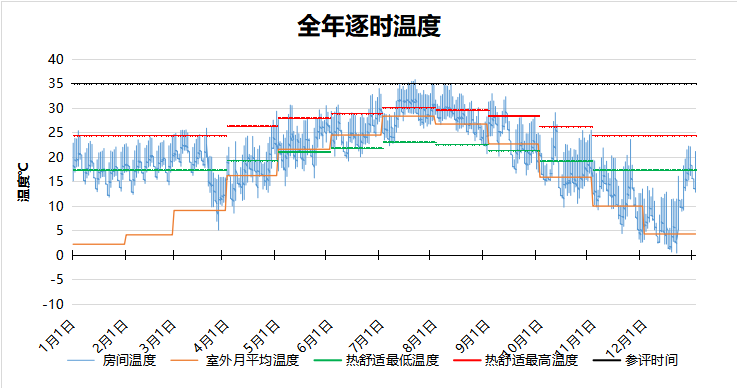 全年逐时温度
40
35
30
25
20
15
10
5
0
-5
-10
温度℃
1月1日
2月1日
3月1日
4月1日
5月1日
6月1日
7月1日
8月1日
9月1日
10月1日
11月1日
12月1日
房间温度 室外月平均温度 热舒适最低温度 热舒适最高温度 参评时间